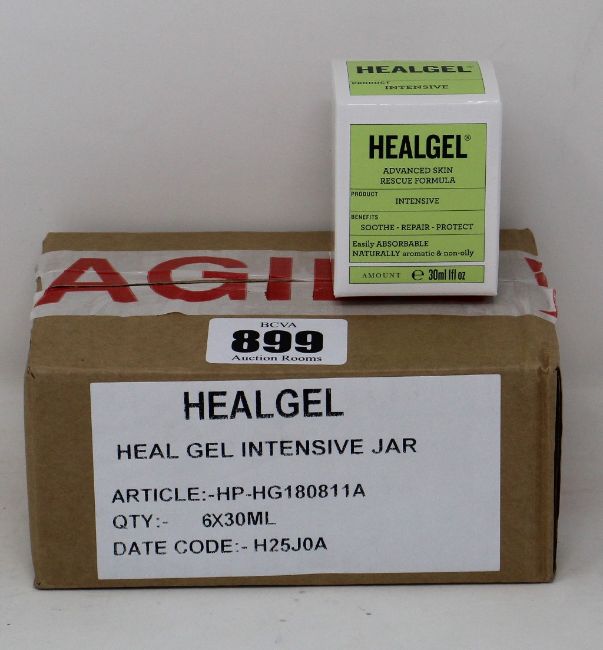 HEALGEL
PRODUCT
INTENSIVE
HEALGEL®
ADVANCED SKIN
RESCUE FORMULA
PRODUCT
INTENSIVE
BENEFITS
SOOTHE - REPAIR - PROTECT
Easily ABSORBABLE
NATURALLY aromatic & non-oily
AMOUNT ℮ 30ml 1fl oz
BCVA
899
Auction Rooms
HEALGEL
HEAL GEL INTENSIVE JAR
ARTICLE:-HP-HG180811A
QTY:- 6X30ML
DATE CODE:- H25J0A